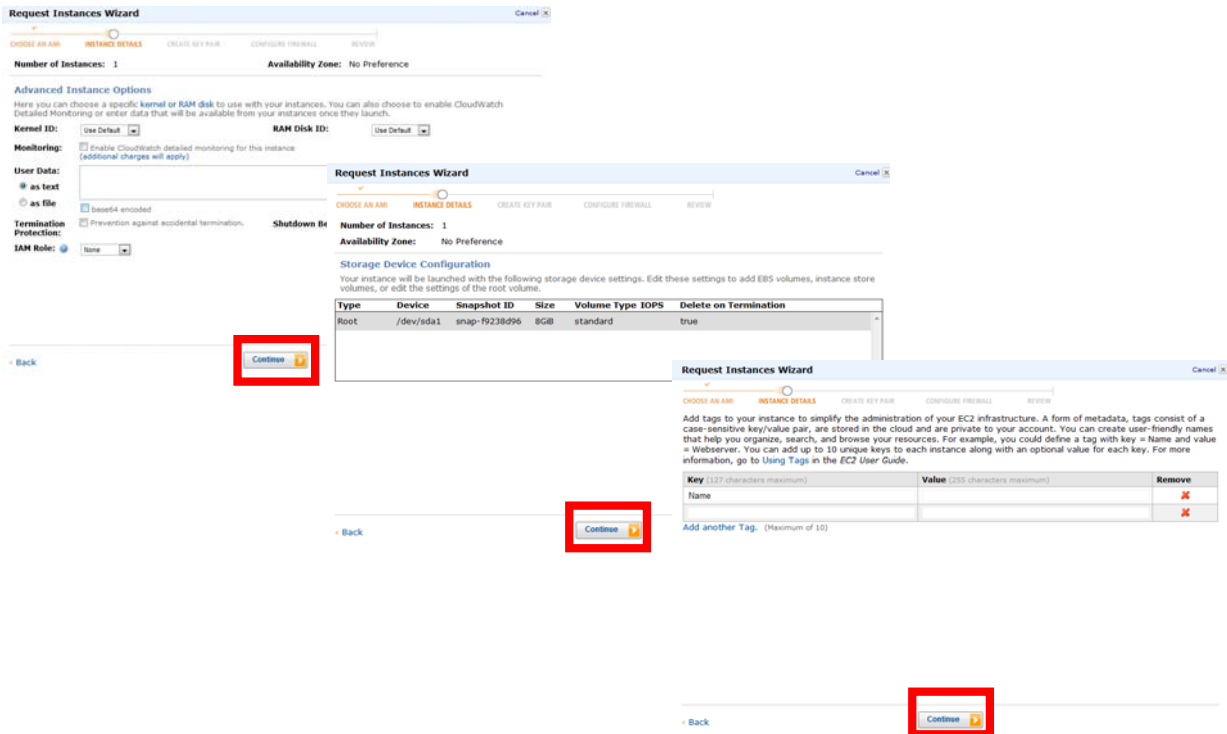 Request Instances Wizard
Cancel
CHOOSE AN AMI INSTANCE DETAILS CREATE KEY PAIR CONFIGURE FIREWALL REVIEW
Number of Instances: 1 Availability Zone: No Preference
Advanced Instance Options
Here you can choose a specific kernel or RAM disk to use with your instances. You can also choose to enable CloudWatch
Detailed Monitoring or enter data that will be available from your instances once they launch.
Kernel ID: Use Default RAM Disk ID: Use Default
Monitoring: Enable CloudWatch detailed monitoring for this instance
(additional charges will apply)
User Data:
as text
as file
base64 encoded
Termination Protection: Prevention against accidental termination. Shutdown Be
IAM Role: None
< Back
Continue
Request Instances Wizard
Cancel
CHOOSE AN AMI INSTANCE DETAILS CREATE KEY PAIR CONFIGURE FIREWALL REVIEW
Number of Instances: 1
Availability Zone: No Preference
Storage Device Configuration
Your instance will be launched with the following storage device settings. Edit these settings to add EBS volumes, instance store
volumes, or edit the settings of the root volume.
Type Device Snapshot ID Size Volume Type IOPS Delete on Termination
Root /dev/sda1 snap-f9238d96 8GiB standard true
< Back
Continue
Request Instances Wizard
Cancel
CHOOSE AN AMI INSTANCE DETAILS CREATE KEY PAIR CONFIGURE FIREWALL REVIEW
Add tags to your instance to simplify the administration of your EC2 infrastructure. A form of metadata, tags consist of a
case-sensitive key/value pair, are stored in the cloud and are private to your account. You can create user-friendly names
that help you organize, search, and browse your resources. For example, you could define a tag with key = Name and value
= Webserver. You can add up to 10 unique keys to each instance along with an optional value for each key. For more
information, go to Using Tags in the EC2 User Guide.
Key (127 characters maximum) Value (255 characters maximum) Remove
Name
Add another Tag. (Maximum of 10)
< Back
Continue